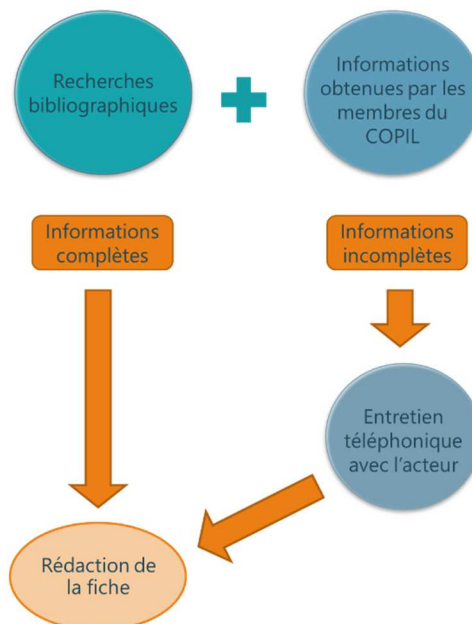 Recherches
bibliographiques
+
Informations
obtenues par les
membres du
COPIL
Informations
complètes
Informations
incomplètes
Entretien
téléphonique
avec l'acteur
Rédaction de
la fiche